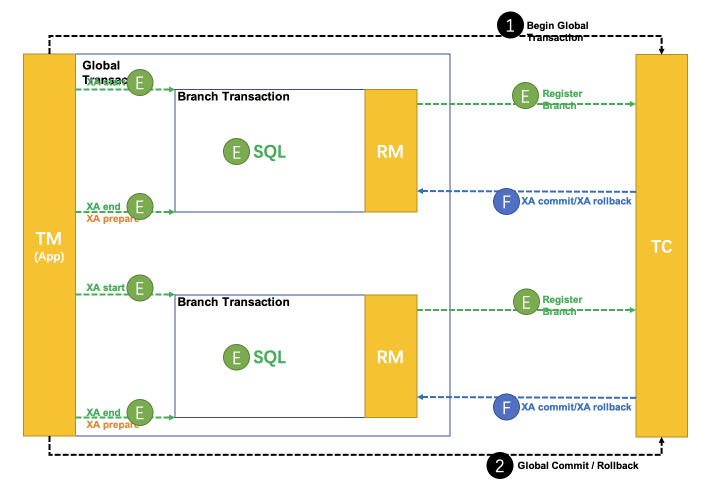 1 Begin Global
Transaction
Global
Transac
XA start
E
Branch Transaction
E
Register
Branch
E SQL
RM
F
XA commit/XA rollback
XA end
E
XA prepare
TM
(App)
TC
XA start
E
Branch Transaction
E
Register
Branch
E SQL
RM
F
XA commit/XA rollback
XA end
E
XA prepare
2 Global Commit / Rollback